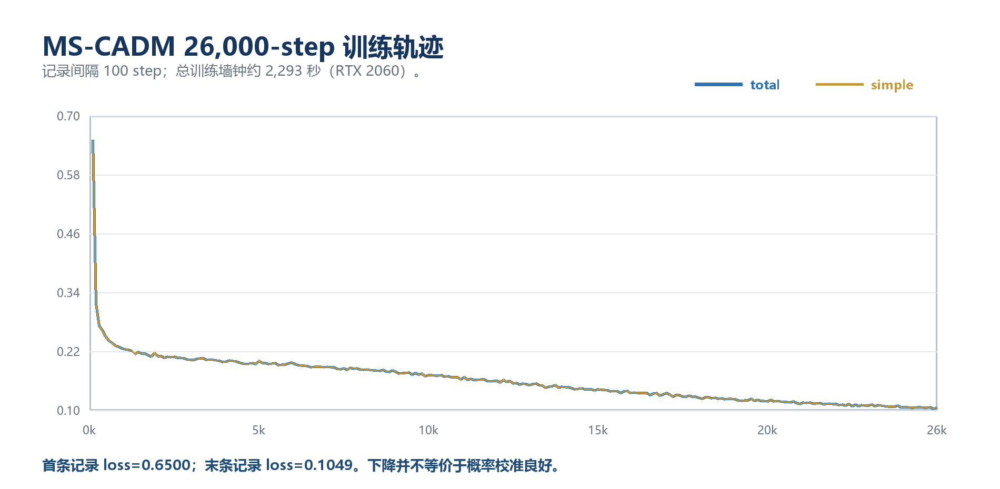 MS-CADM 26,000-step 训练轨迹
记录间隔 100 step；总训练墙钟约 2,293 秒（RTX 2060）。
total simple
0.70
0.58
0.46
0.34
0.22
0.10
0k 5k 10k 15k 20k 26k
首条记录 loss=0.6500；末条记录 loss=0.1049。下降并不等价于概率校准良好。